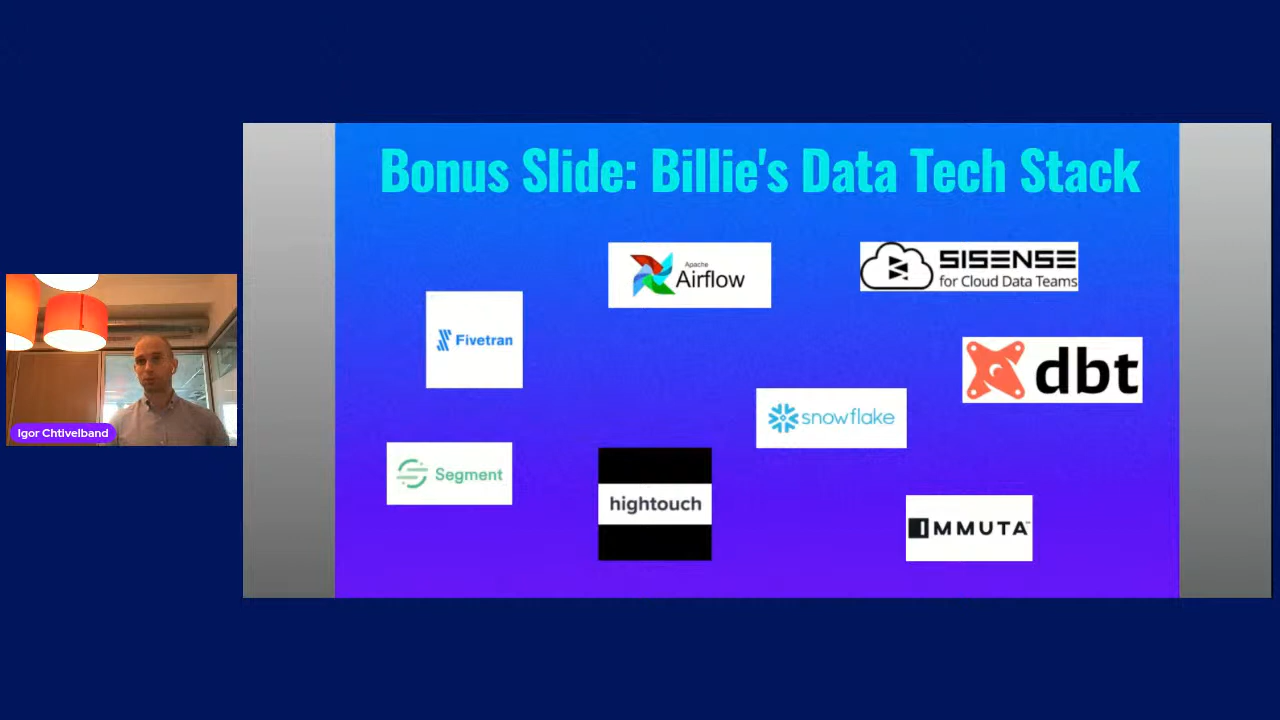 Bonus Slide: Billie's Data Tech Stack
Apache
Airflow
SISENSE
for Cloud Data Teams
Fivetran
dbt
snowflake
Segment
hightouch
IMMUTA
Igor Chtivelband